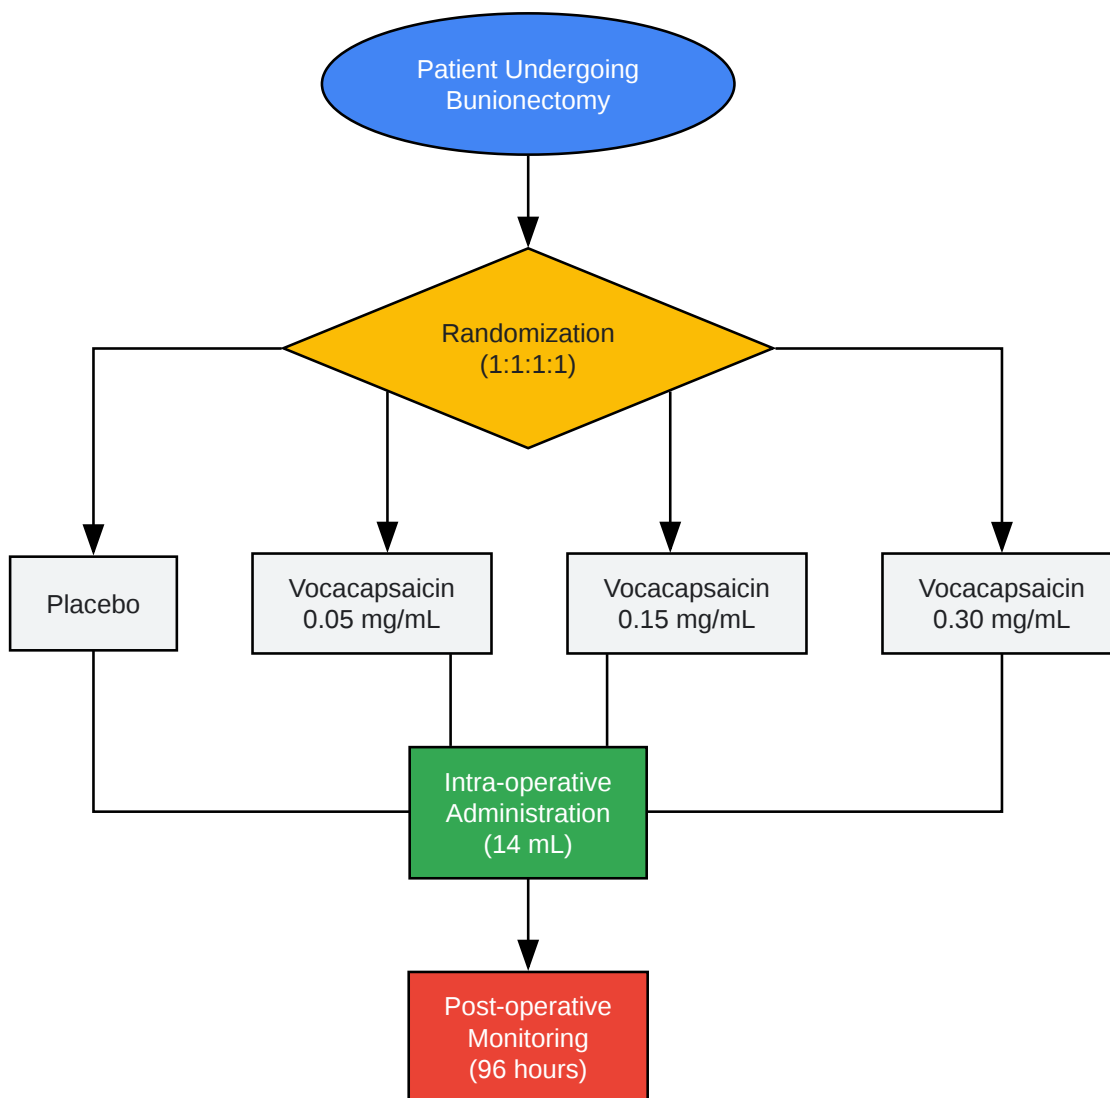 Patient Undergoing
Bunionectomy
Randomization
(1:1:1:1)
Placebo
Vocacapsaicin
0.05 mg/mL
Vocacapsaicin
0.15 mg/mL
Vocacapsaicin
0.30 mg/mL
Intra-operative
Administration
(14 mL)
Post-operative
Monitoring
(96 hours)